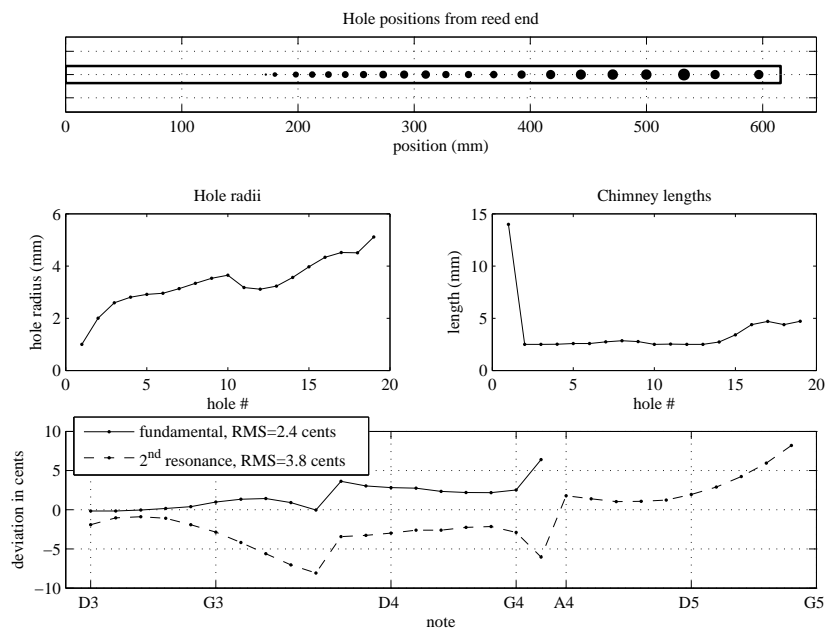 Hole positions from reed end
0 100 200 300 400 500 600
position (mm)
Hole radii
6
4
2
0
hole radius (mm)
0 5 10 15 20
hole #
Chimney lengths
15
10
5
0
length (mm)
0 5 10 15 20
hole #
fundamental, RMS=2.4 cents
2nd resonance, RMS=3.8 cents
10
5
0
−5
−10
deviation in cents
D3 G3 D4 G4 A4 D5 G5
note